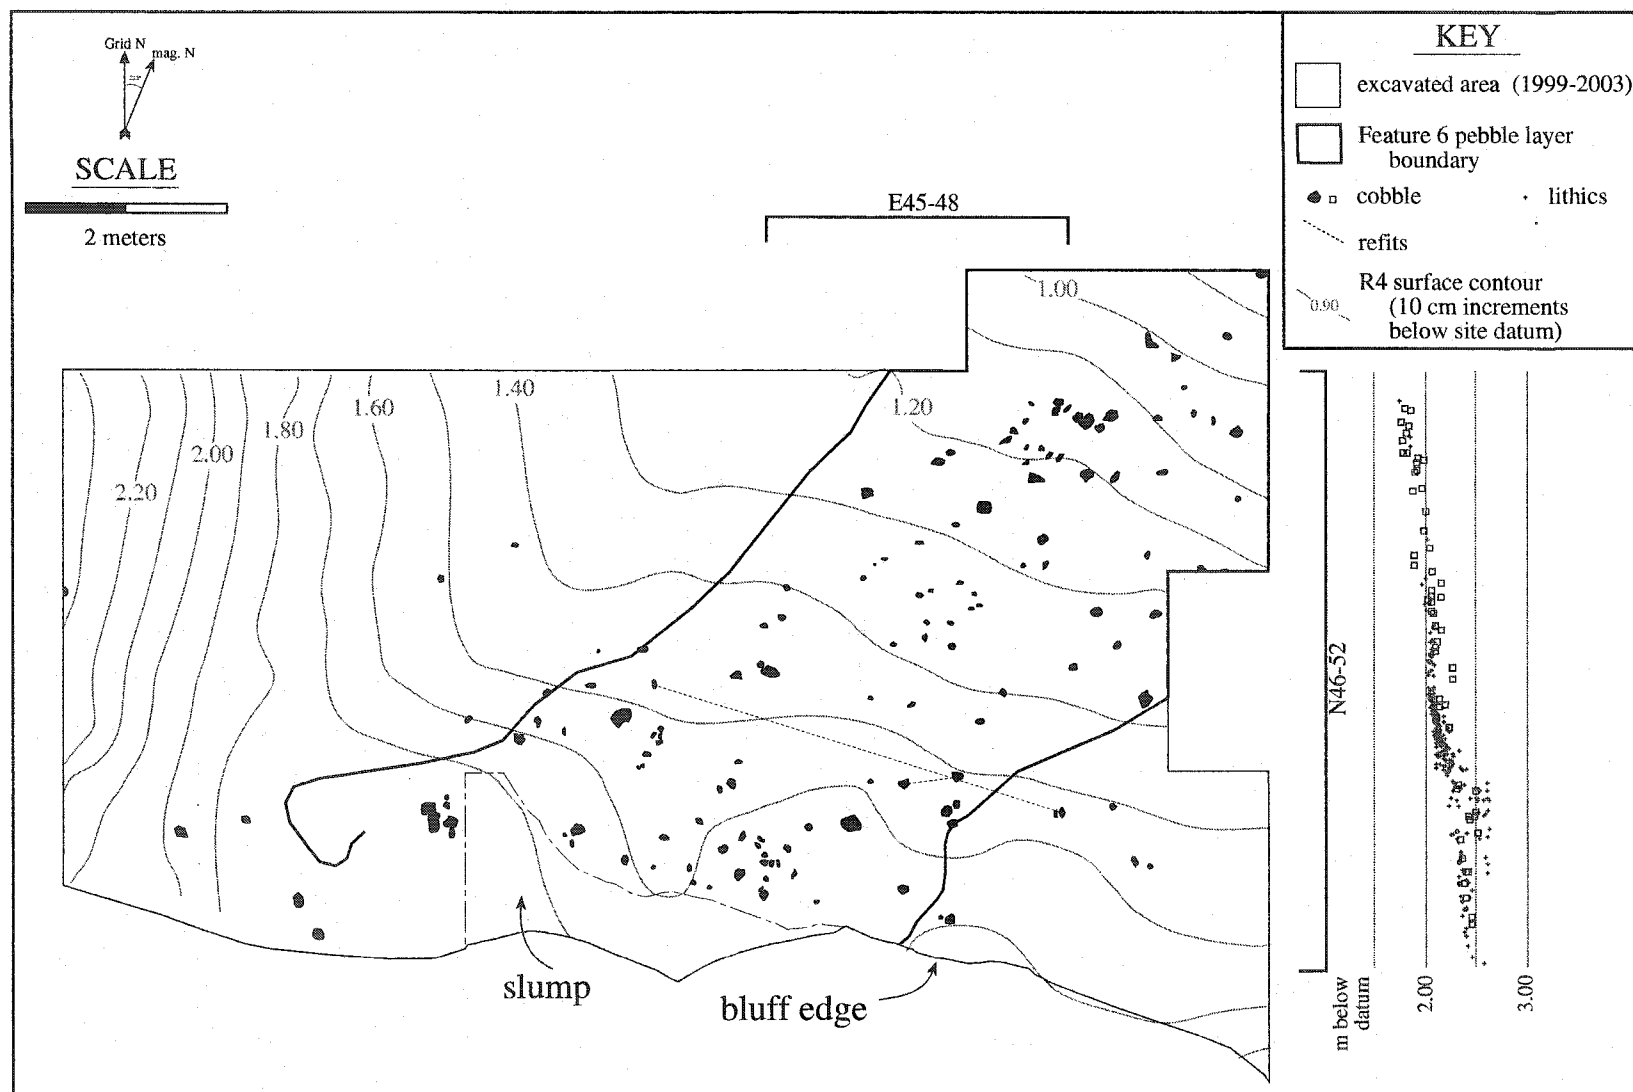 Grid N
mag. N
SCALE
2 meters
E45-48
KEY
excavated area (1999-2003)
Feature 6 pebble layer
boundary
cobble
lithics
refits
R4 surface contour
0.90
(10 cm increments
below site datum)
1.00
1.20
1.40
1.60
1.80
2.00
2.20
N46-52
slump
bluff edge
m below
datum
2.00
3.00